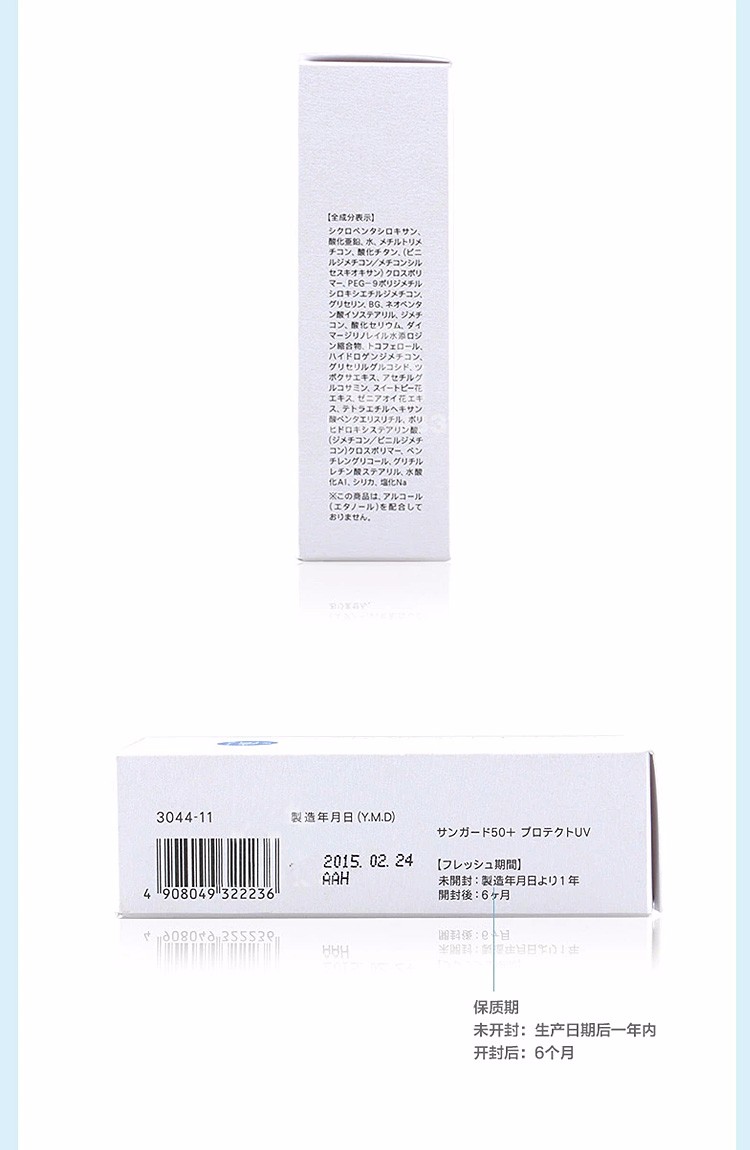 【全成分表示】
シクロペンタシロキサン、
酸化亜鉛、水、メチルトリメ
チコン、酸化チタン、(ビニ
ルジメチコン/メチコンシル
セスキオキサン)クロスポリ
マー、PEG-9ポリジメチル
シロキシエチルジメチコン、
グリセリン、BG、ネオペンタ
ン酸イソステアリル、ジメチ
コン、酸化セリウム、ダイ
マージリノレイル水添ロジ
ン縮合物、トコフェロール、
ハイドロゲンジメチコン、
グリセリルグルコシド、ツ
ボクサエキス、アセチルグ
ルコサミン、スイートピー花
エキス、ゼニアオイ花エキ
ス、テトラエチルヘキサン
酸ペンタエリスリチル、ポリ
ヒドロキシステアリン酸、
(ジメチコン/ビニルジメチ
コン)クロスポリマー、ペン
チレングリコール、グリチル
レチン酸ステアリル、水酸
化Al、シリカ、塩化Na
※この商品は、アルコール
(エタノール)を配合して
おりません。
3044-11
製造年月日(Y.M.D)
サンガード50+ プロテクトUV
2015. 02. 24
AAH
【フレッシュ期間】
未開封:製造年月日より1年
開封後:6ヶ月
4 908049 322236
保质期
未开封：生产日期后一年内
开封后：6个月